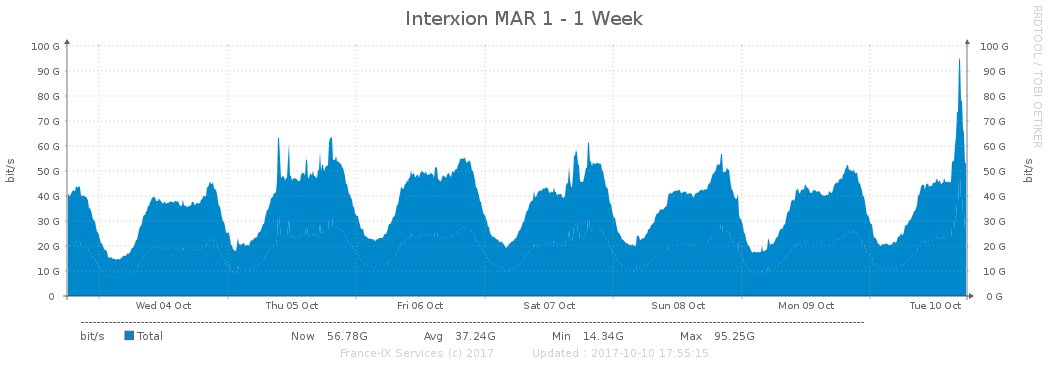 Interxion MAR 1 - 1 Week
RRDTOOL / TOBI OETIKER
bit/s
bit/s
100 G 100 G
90 G 90 G
80 G 80 G
70 G 70 G
60 G 60 G
50 G 50 G
40 G 40 G
30 G 30 G
20 G 20 G
10 G 10 G
0 0 G
Wed 04 Oct Thu 05 Oct Fri 06 Oct Sat 07 Oct Sun 08 Oct Mon 09 Oct Tue 10 Oct
bit/s Total Now 56.78G Avg 37.24G Min 14.34G Max 95.25G
France-IX Services (c) 2017 Updated : 2017-10-10 17:55:15